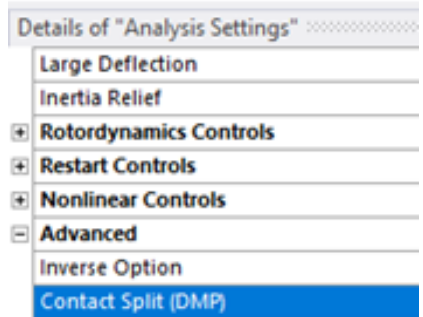 Details of "Analysis Settings"
Large Deflection
Inertia Relief
Rotordynamics Controls
Restart Controls
Nonlinear Controls
Advanced
Inverse Option
Contact Split (DMP)